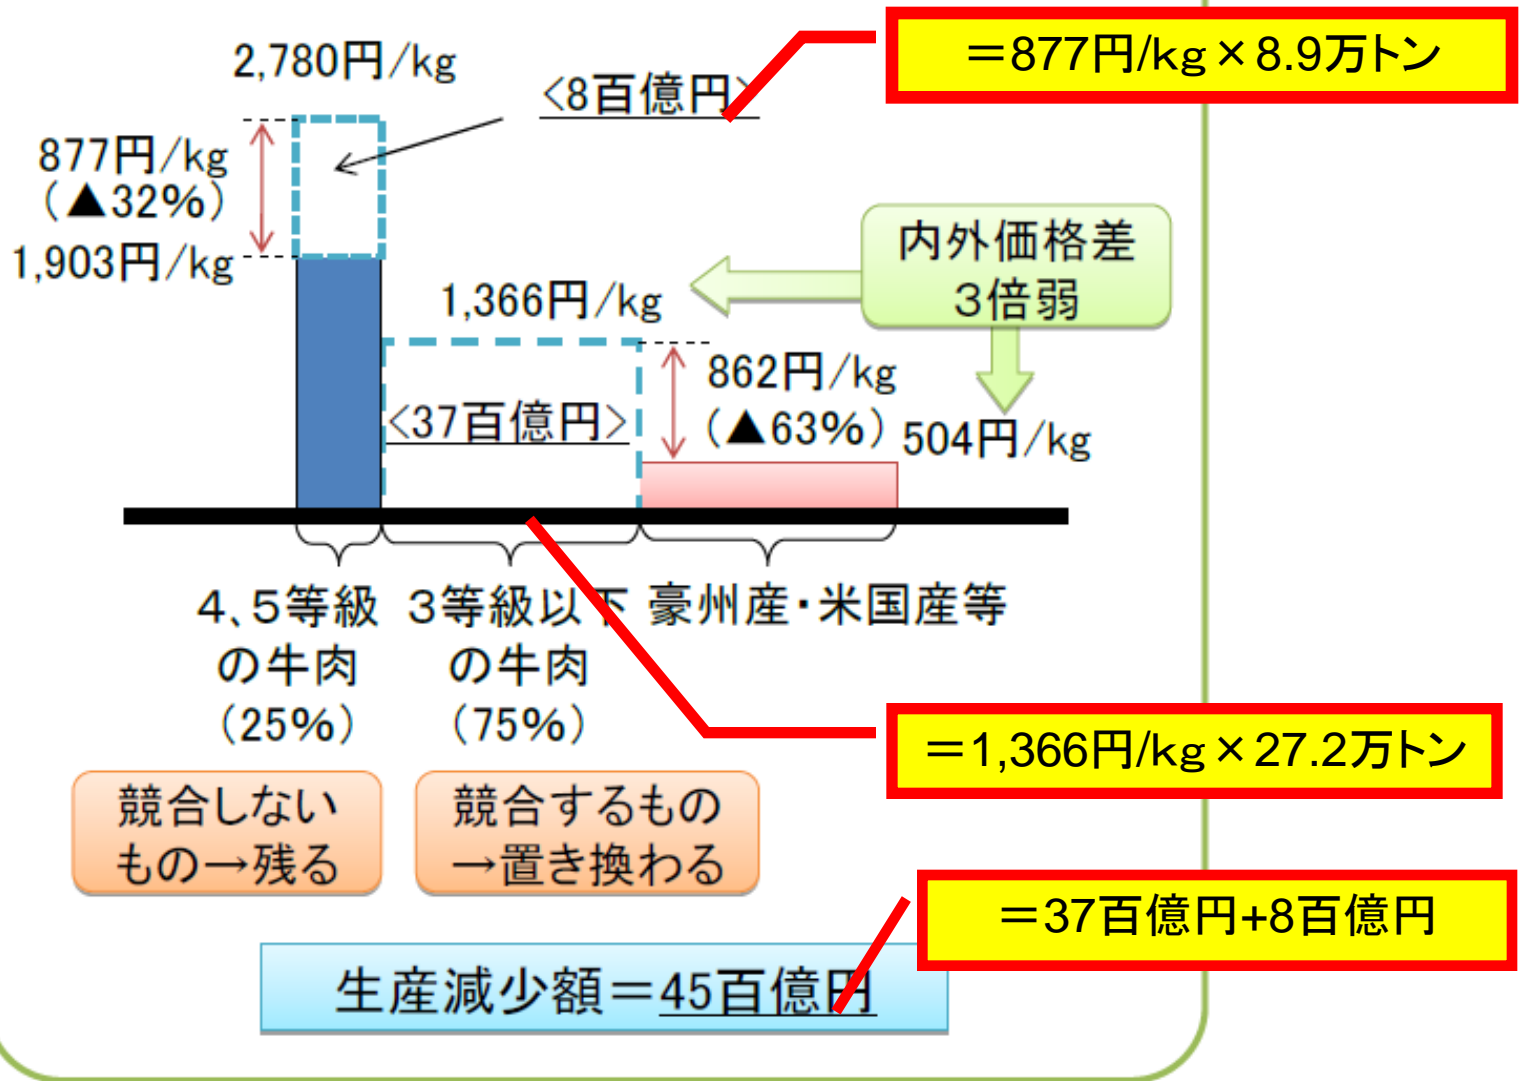 ＝877円/kg×8.9万トン
2,780円/kg
<8百億円>
877円/kg
（▲32%）
1,903円/kg
内外価格差
３倍弱
1,366円/kg
862円/kg
（▲63%）
<37百億円>
504円/kg
４、５等級
の牛肉
（25%）
３等級以下
の牛肉
（75%）
豪州産・米国産等
＝1,366円/kg×27.2万トン
競合しない
もの→残る
競合するもの
→置き換わる
＝37百億円+8百億円
生産減少額＝45百億円